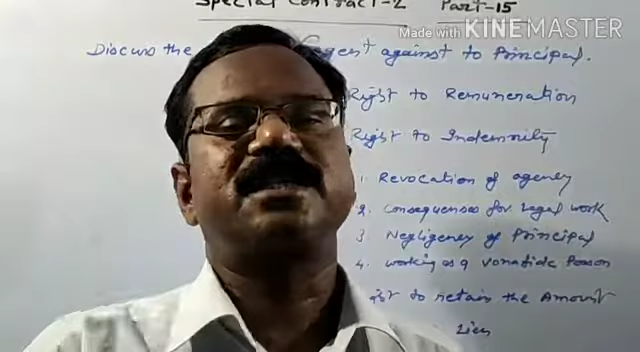 Special Contract-2 Part-15
Made with KINEMASTER
Discuss the agent against to Principal.
Right to Remuneration
Right to Indemnity
1. Revocation of agency
2. Consequences for legal work
3 Negligency of Principal
4. working as a vonafide Person
to retain the Amount
Lien